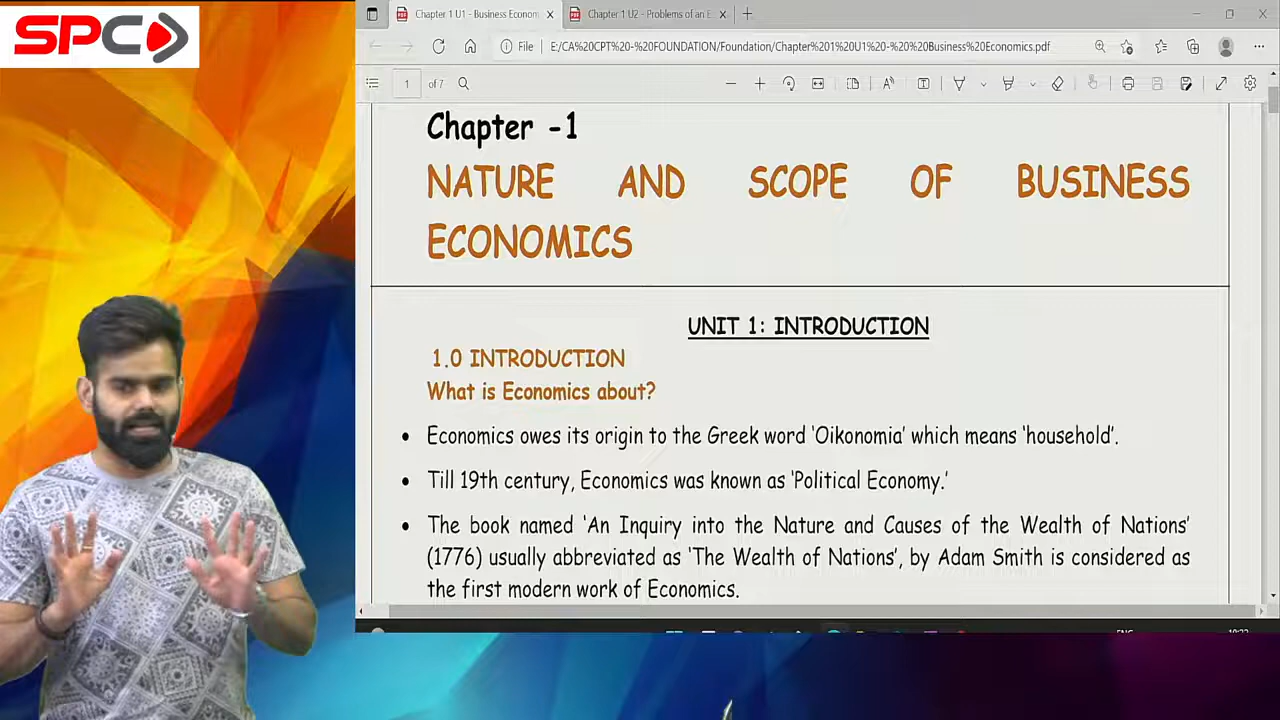 SPC
Chapter 1 U1 - Business Econom
Chapter 1 U2 - Problems of an E
File
E:/CA%20CPT%20-%20FOUNDATION/Foundation/Chapter%201%20U1%20-%20%20Business%20Economics.pdf
1 of 7
Chapter -1
NATURE AND SCOPE OF BUSINESS
ECONOMICS
UNIT 1: INTRODUCTION
1.0 INTRODUCTION
What is Economics about?
• Economics owes its origin to the Greek word ‘Oikonomia’ which means ‘household’.
• Till 19th century, Economics was known as ‘Political Economy.’
• The book named ‘An Inquiry into the Nature and Causes of the Wealth of Nations’
(1776) usually abbreviated as ‘The Wealth of Nations’, by Adam Smith is considered as
the first modern work of Economics.